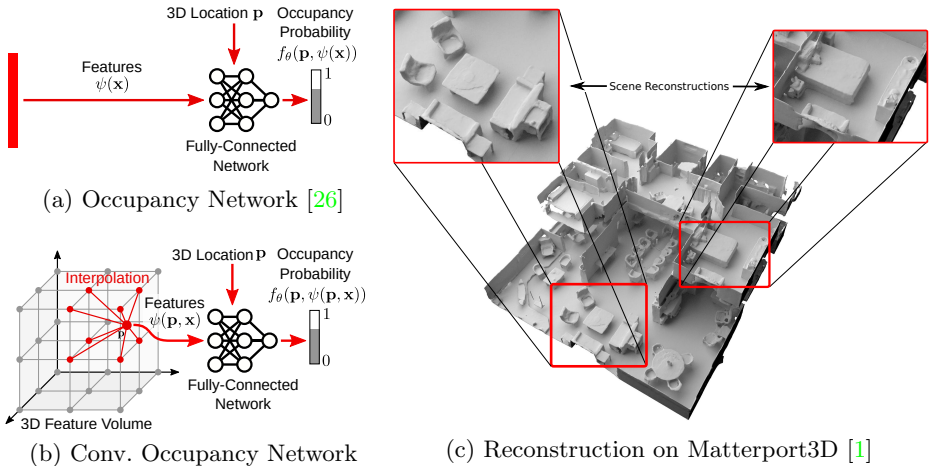 3D Location p
Occupancy
Probability
fθ(p, ψ(x))
Features
ψ(x)
1
0
Fully-Connected
Network
(a) Occupancy Network [26]
Interpolation
p
3D Location p
Occupancy
Probability
fθ(p, ψ(p, x))
Features
ψ(p, x)
1
0
Fully-Connected
Network
3D Feature Volume
(b) Conv. Occupancy Network
Scene Reconstructions
(c) Reconstruction on Matterport3D [1]